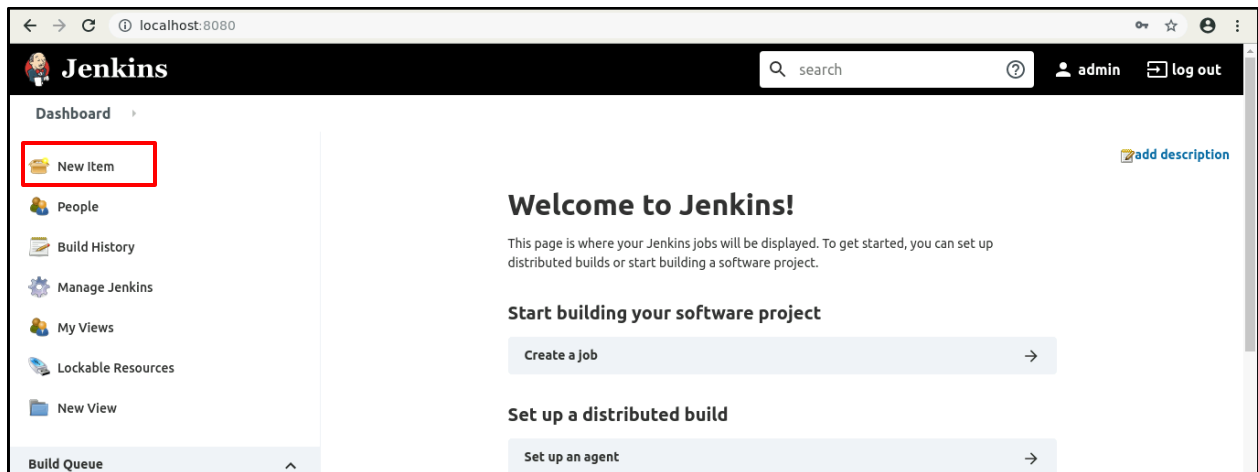 localhost:8080
Jenkins
search
admin
log out
Dashboard
New Item
People
Build History
Manage Jenkins
My Views
Lockable Resources
New View
Build Queue
add description
Welcome to Jenkins!
This page is where your Jenkins jobs will be displayed. To get started, you can set up
distributed builds or start building a software project.
Start building your software project
Create a job
Set up a distributed build
Set up an agent